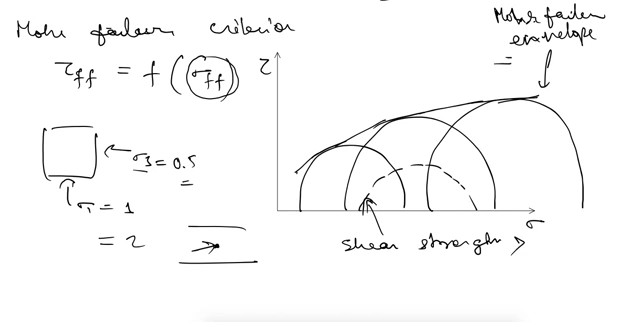 Mohr failure criterion
τff = f (σff)
σ3 = 0.5
=
σ1 = 1
= 2
τ
Mohr failure
envelope
=
σ
shear strength >